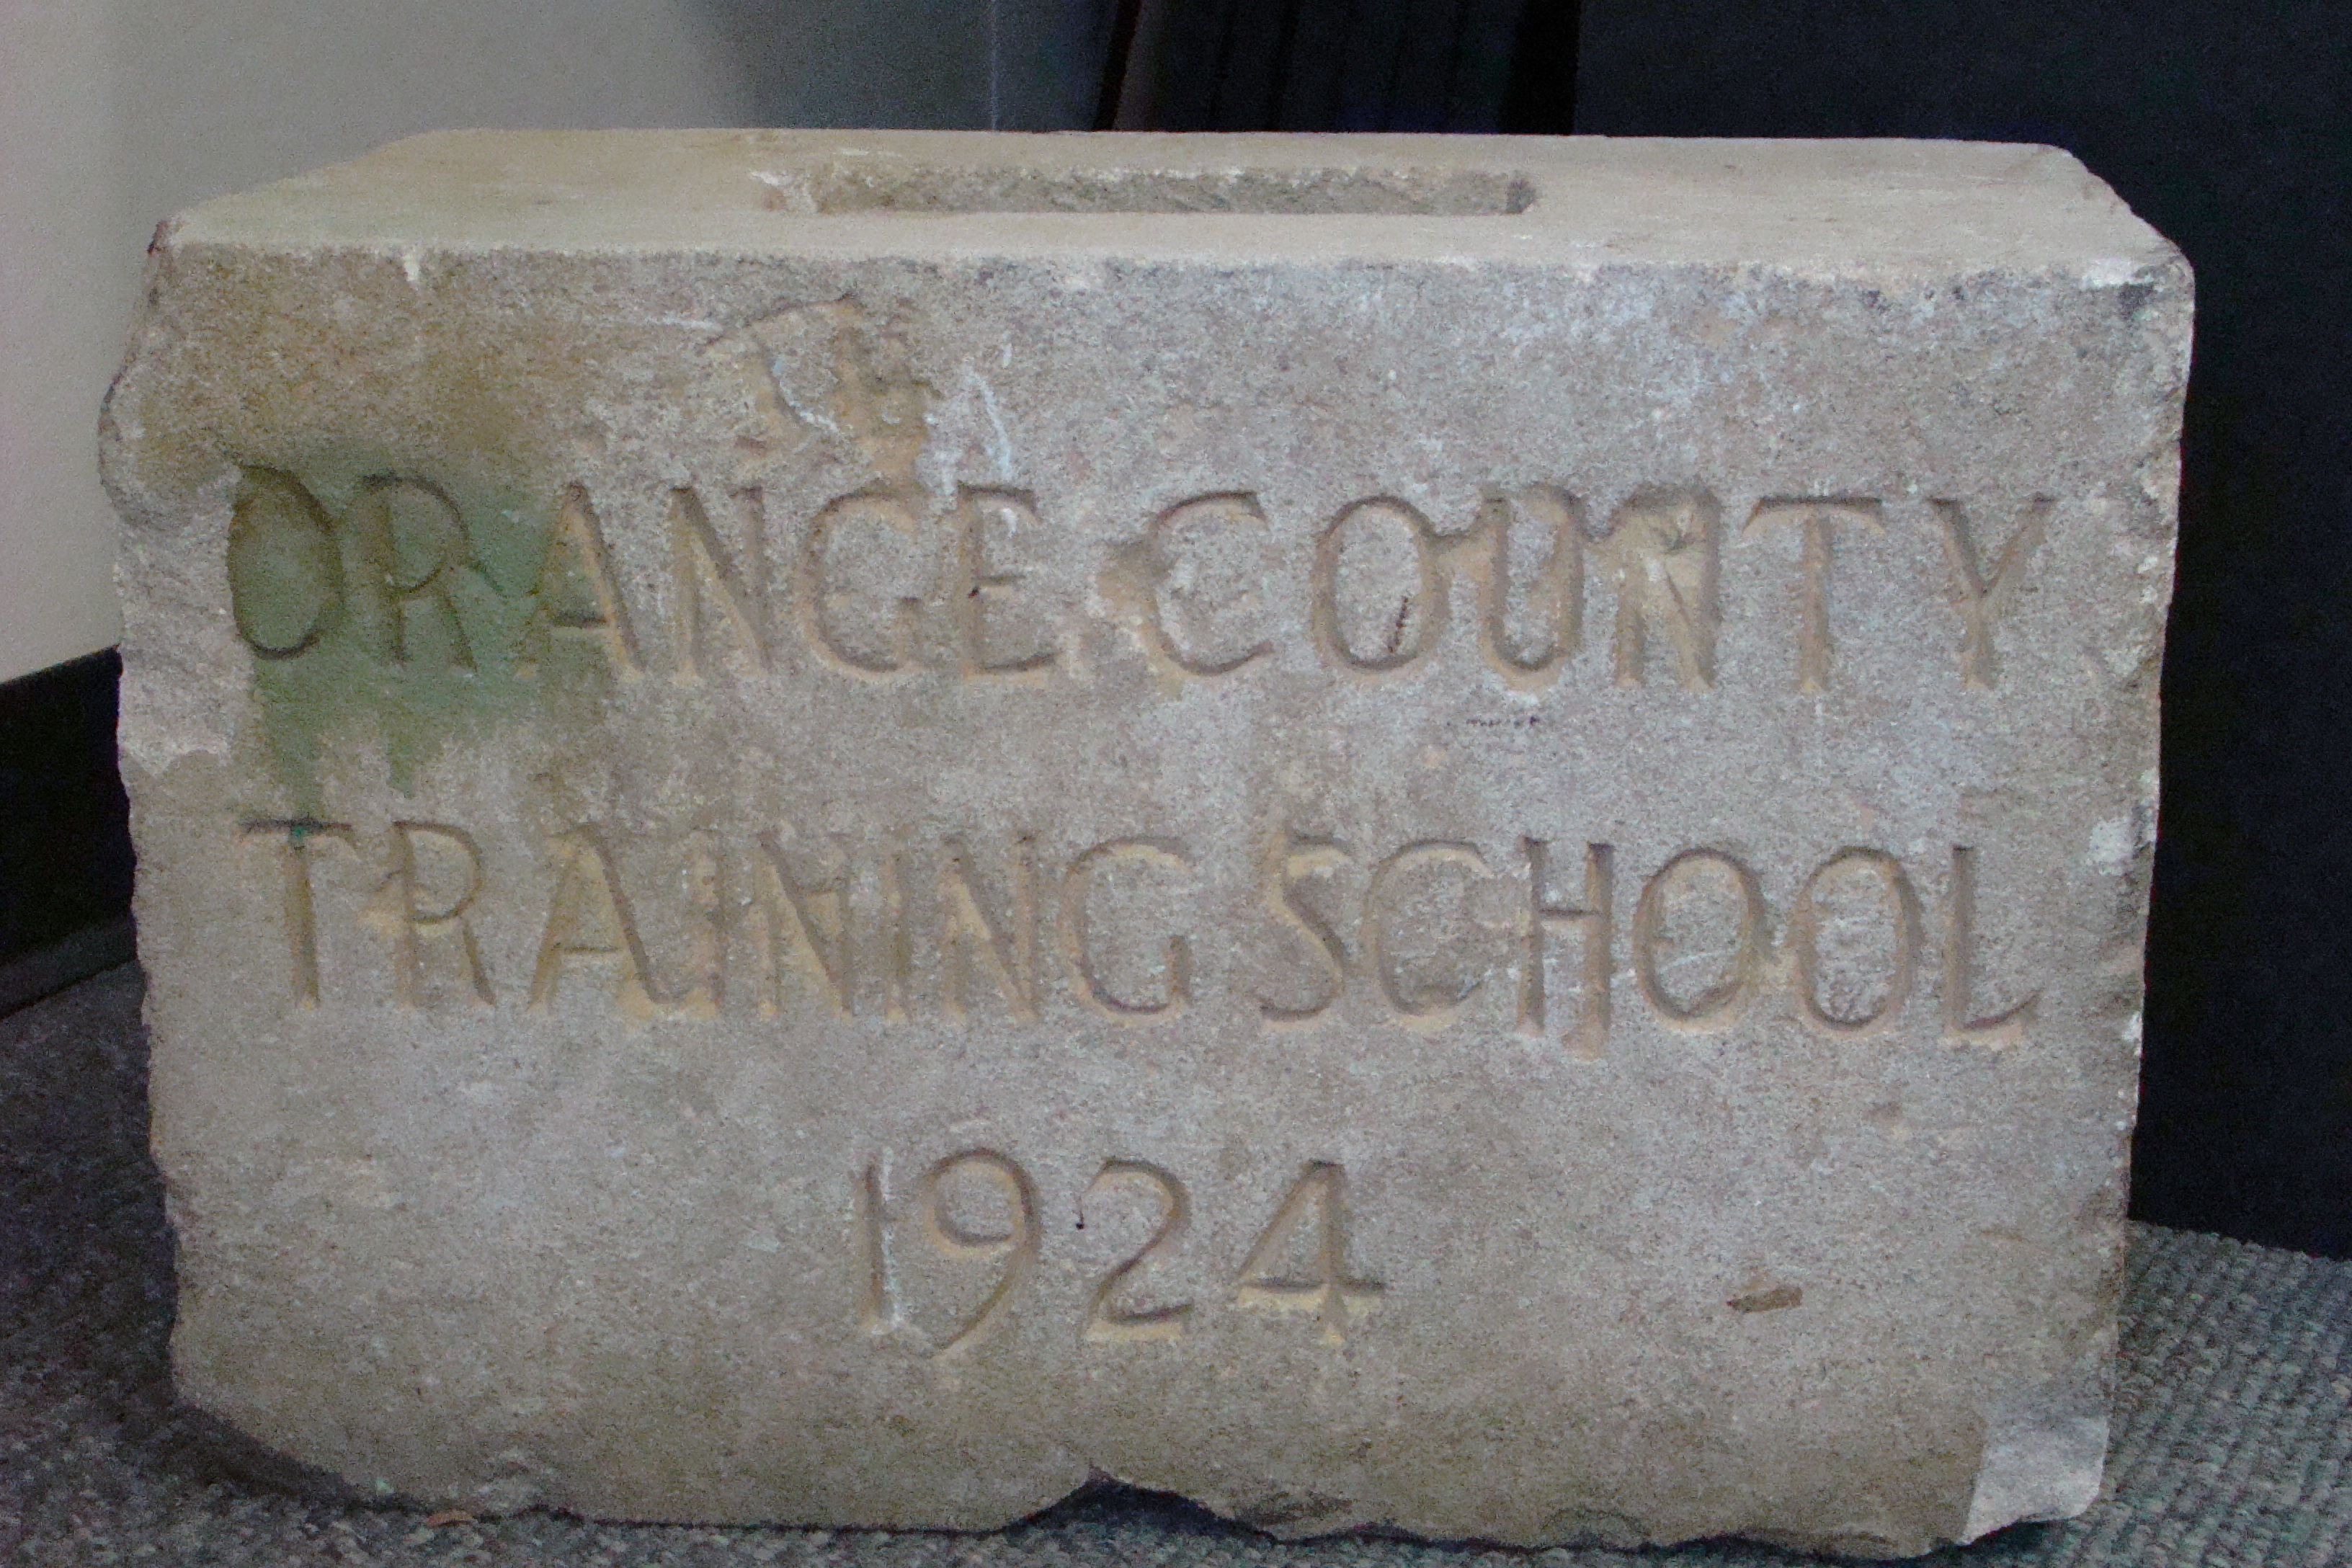 ORANGE COUNTY
TRAINING SCHOOL
1924